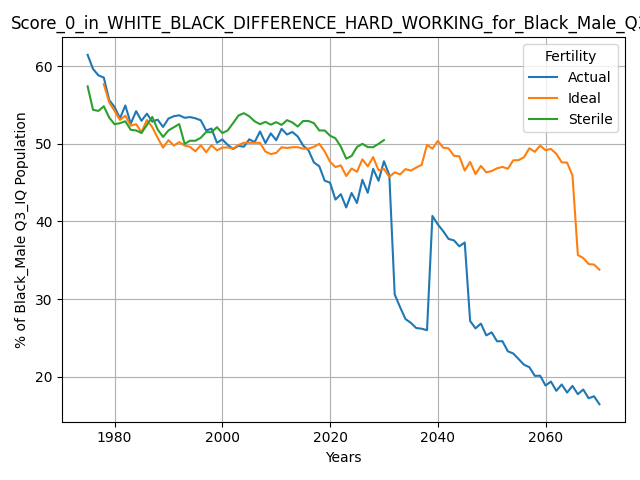 Score_0_in_WHITE_BLACK_DIFFERENCE_HARD_WORKING_for_Black_Male_Q3
Fertility
Actual
Ideal
Sterile
% of Black_Male Q3_IQ Population
60
50
40
30
20
1980 2000 2020 2040 2060
Years